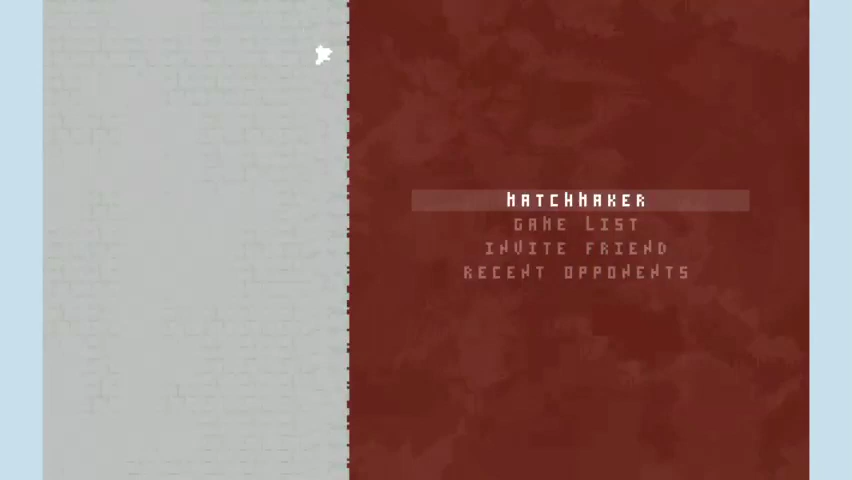 MATCHMAKER
GAME LIST
INVITE FRIEND
RECENT OPPONENTS